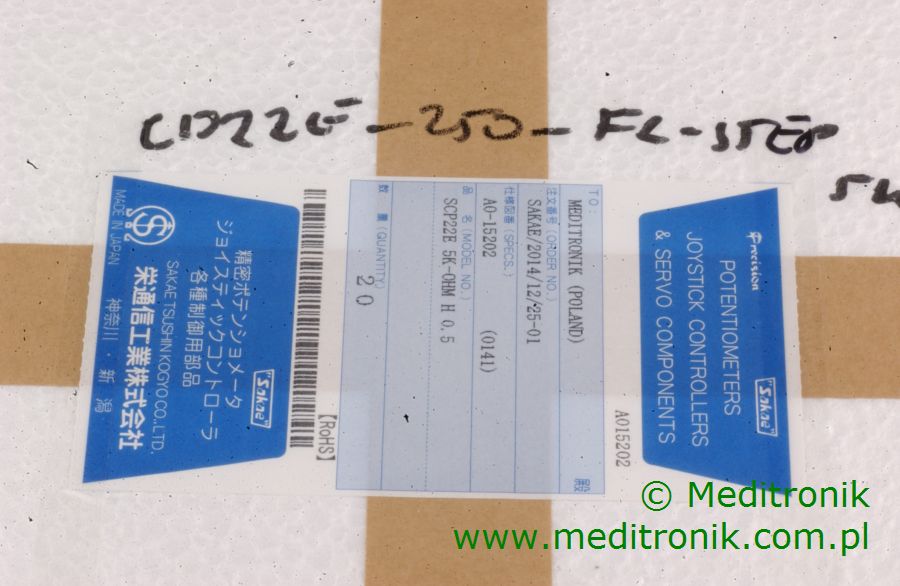 Precision
POTENTIOMETERS
JOYSTICK CONTROLLERS
& SERVO COMPONENTS
"Sakae"
A015202
TO: 殿
MEDITRONIK (POLAND)
注文番号 (ORDER NO.)
SAKAE/2014/12/25-01
仕様図番 (SPECS.)
A0-15202 (0141)
品 名 (MODEL NO.)
SCP22E 5K-OHM H 0.5
数 量 (QUANTITY)
20
【RoHS】
精密ポテンショメータ
ジョイスティックコントローラ
各種制御用部品
"Sakae"
SAKAE TSUSHIN KOGYO CO., LTD.
栄通信工業株式会社
MADE IN JAPAN
神奈川・新潟
© Meditronik
www.meditronik.com.pl